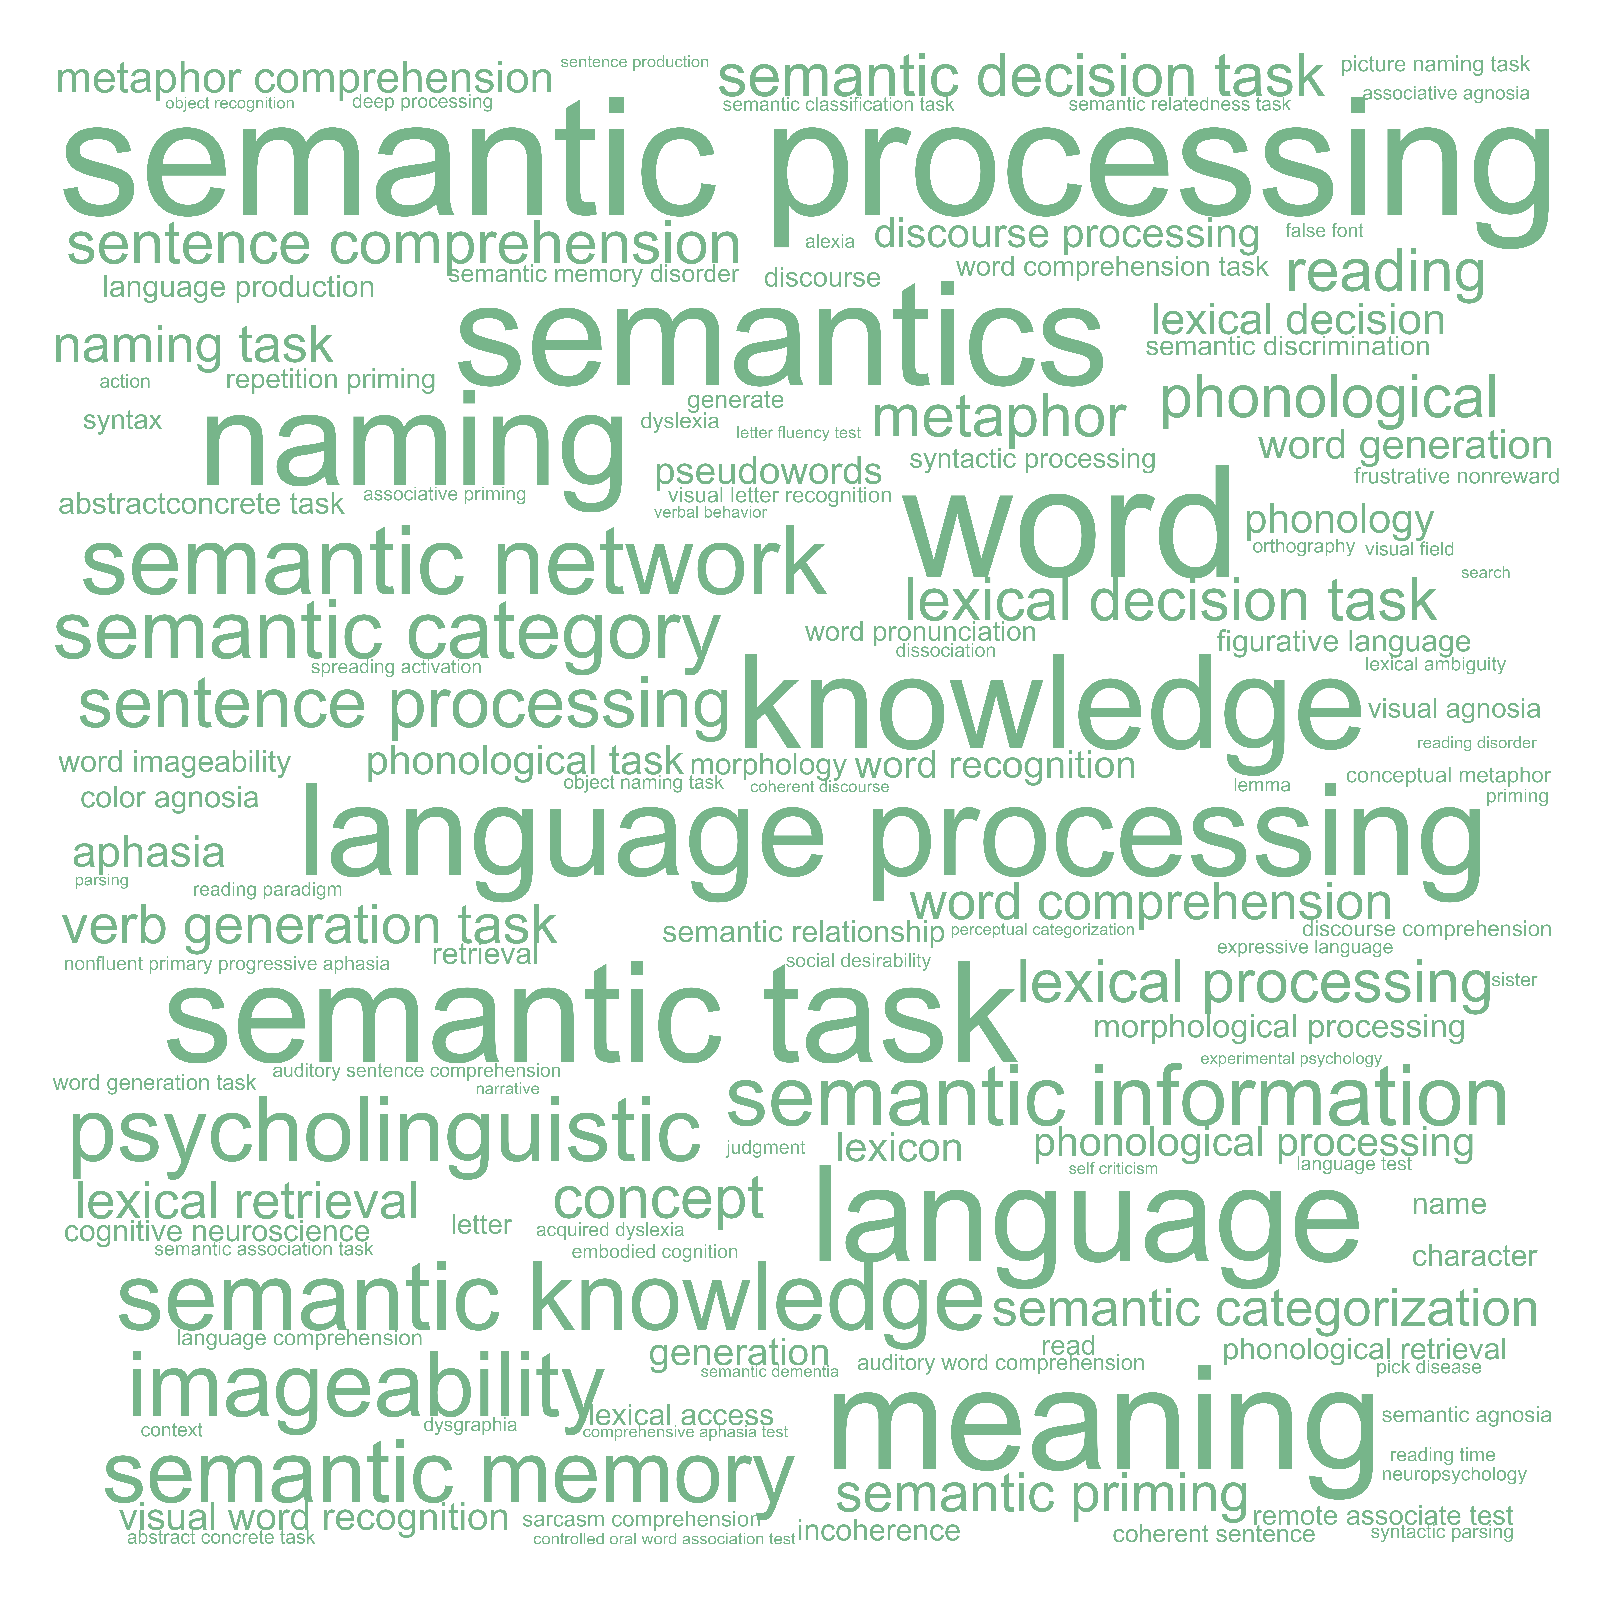 metaphor comprehension
sentence production
semantic decision task
picture naming task
object recognition
deep processing
semantic classification task
semantic relatedness task
associative agnosia
semantic processing
sentence comprehension
alexia
discourse processing
false font
language production
semantic memory disorder
discourse
word comprehension task
reading
semantics
lexical decision
naming task
semantic discrimination
action
repetition priming
generate
phonological
syntax
naming
dyslexia
letter fluency test
metaphor
word generation
pseudowords
syntactic processing
frustrative nonreward
abstractconcrete task
associative priming
visual letter recognition
verbal behavior
word
phonology
orthography
visual field
semantic network
search
lexical decision task
semantic category
word pronunciation
dissociation
figurative language
spreading activation
lexical ambiguity
sentence processing
knowledge
visual agnosia
reading disorder
word imageability
phonological task
morphology
word recognition
conceptual metaphor
object naming task
coherent discourse
lemma
priming
color agnosia
language processing
aphasia
parsing
reading paradigm
word comprehension
verb generation task
semantic relationship
perceptual categorization
discourse comprehension
expressive language
retrieval
nonfluent primary progressive aphasia
social desirability
semantic task
lexical processing
sister
morphological processing
auditory sentence comprehension
experimental psychology
word generation task
narrative
semantic information
psycholinguistic
judgment
lexicon
phonological processing
self criticism
language test
lexical retrieval
concept
language
name
cognitive neuroscience
letter
acquired dyslexia
semantic association task
embodied cognition
character
semantic knowledge
semantic categorization
language comprehension
generation
read
phonological retrieval
semantic dementia
auditory word comprehension
pick disease
imageability
meaning
context
dysgraphia
lexical access
comprehensive aphasia test
semantic agnosia
reading time
semantic memory
neuropsychology
semantic priming
visual word recognition
sarcasm comprehension
remote associate test
abstract concrete task
controlled oral word association test
incoherence
coherent sentence
syntactic parsing